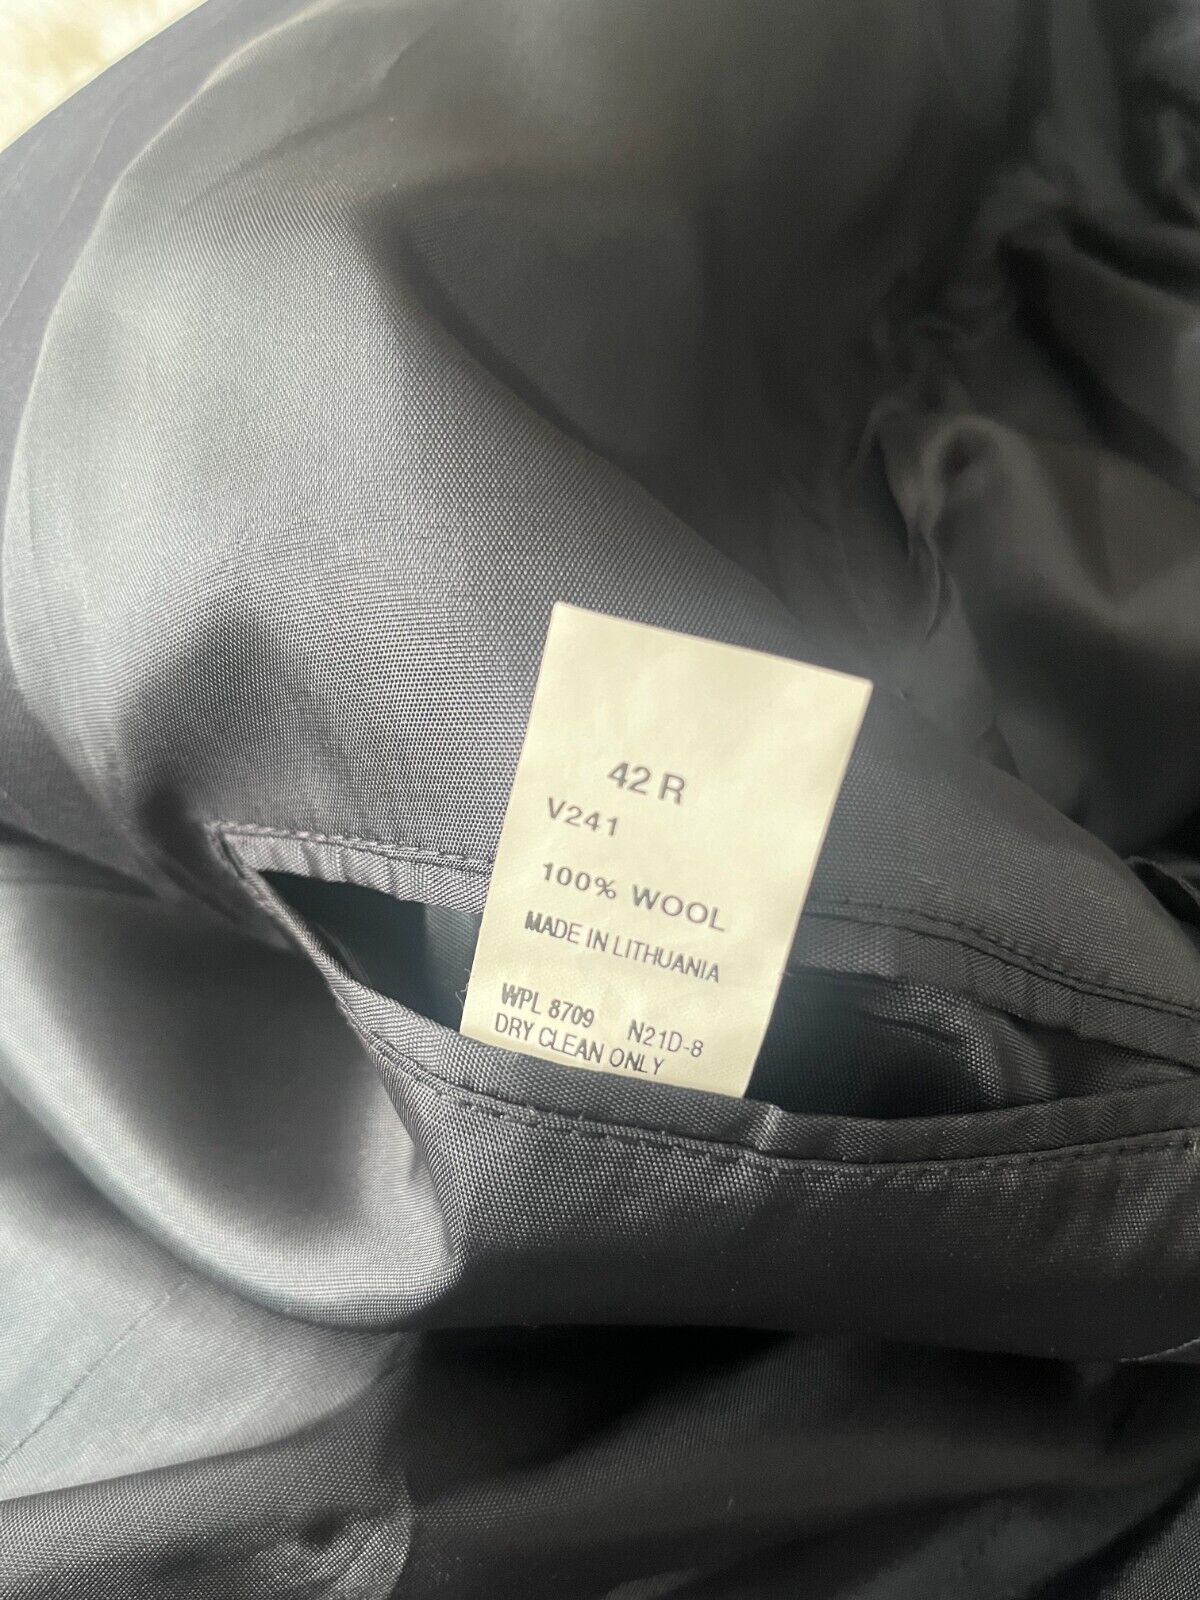 42 R
V241
100% WOOL
MADE IN LITHUANIA
WPL 8709 N21D-8
DRY CLEAN ONLY